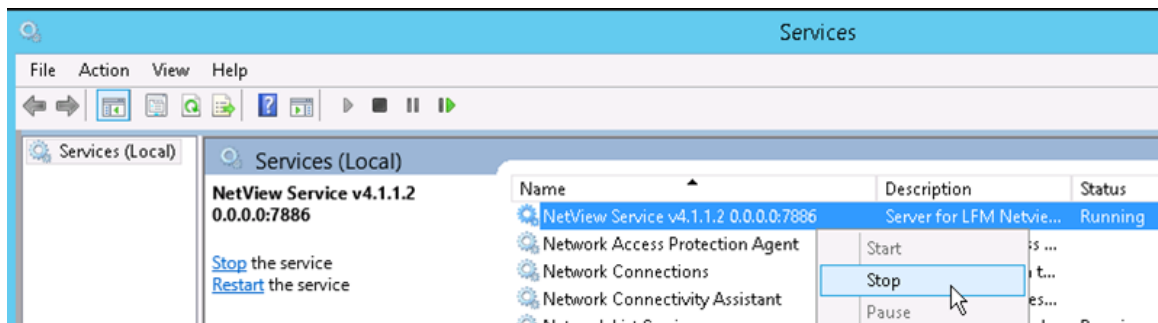 Services
File Action View Help
Services (Local)
Services (Local)
NetView Service v4.1.1.2
0.0.0.0:7886
Stop the service
Restart the service
Name Description Status
NetView Service v4.1.1.2 0.0.0.0:7886 Server for LFM Netvie... Running
Network Access Protection Agent
Network Connections
Network Connectivity Assistant
Start
Stop
Pause